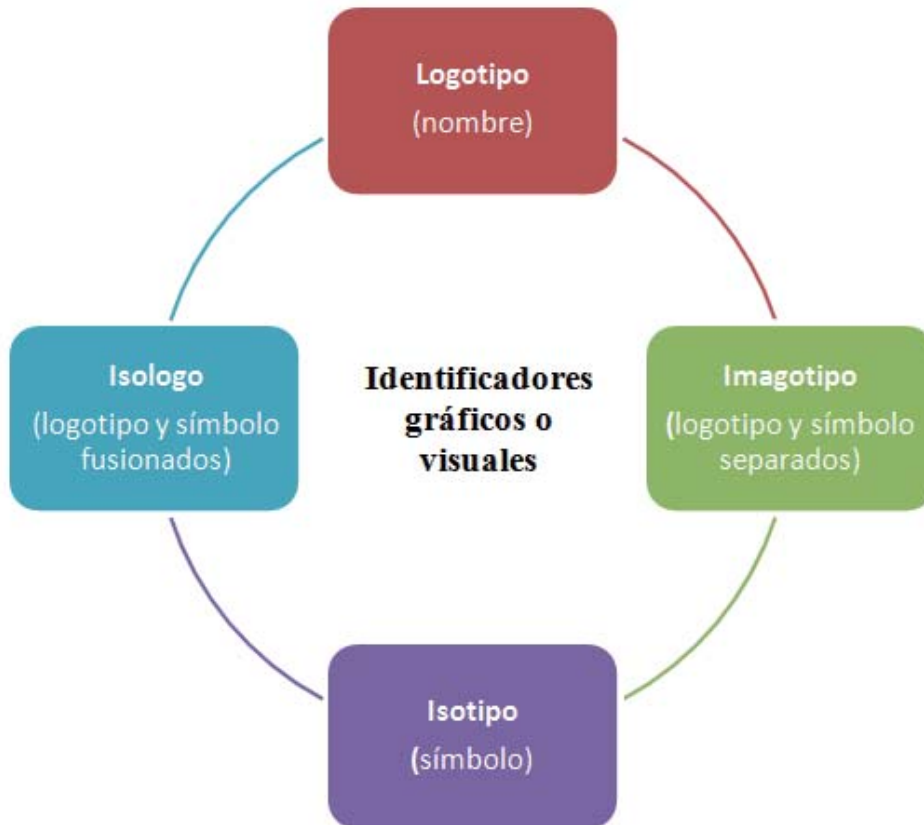 Logotipo
(nombre)
Isologo
(logotipo y símbolo
fusionados)
Identificadores
gráficos o
visuales
Imagotipo
(logotipo y símbolo
separados)
Isotipo
(símbolo)